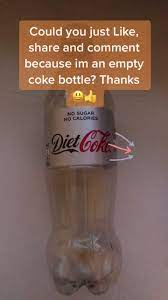 Could you just Like,
share and comment
because im an empty
coke bottle? Thanks
😃👍
NO SUGAR
NO CALORIES
Diet Coke